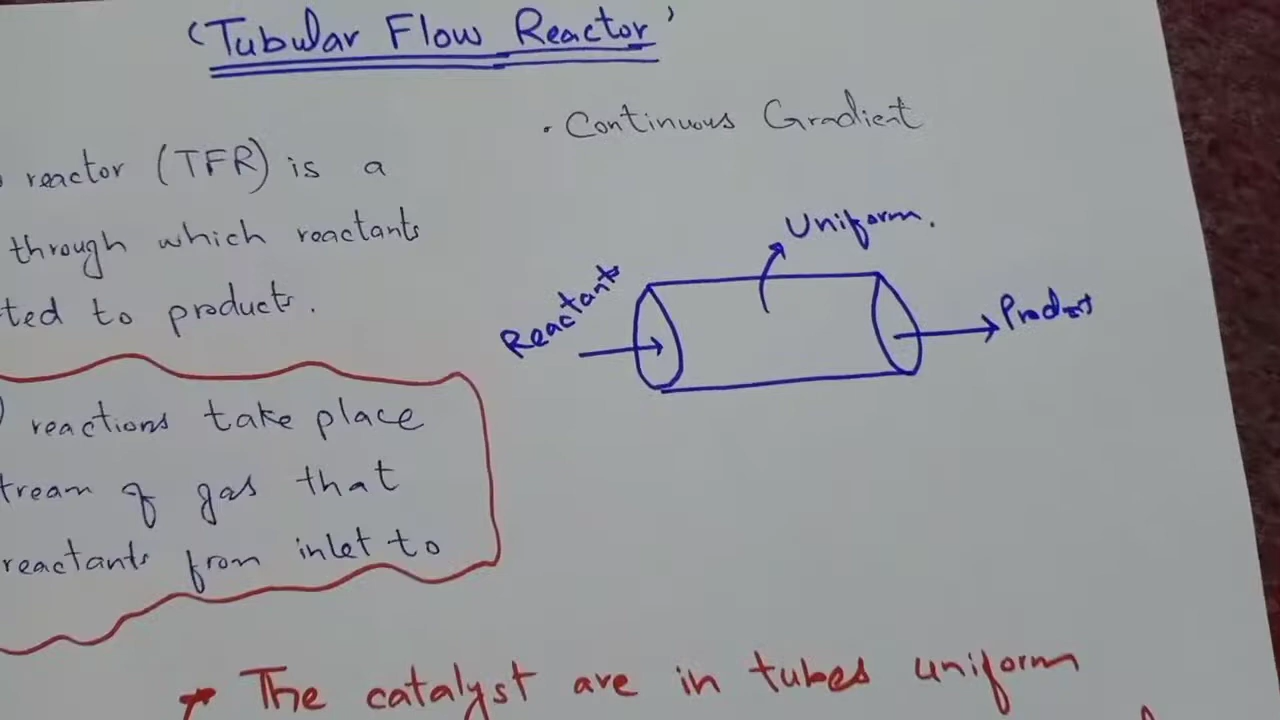 (Tubular Flow Reactor)
reactor (TFR) is a
through which reactants
ted to products.
reactions take place
tream of gas that
reactants from inlet to
• Continuous Gradient
Uniform.
Reactants
Prodts
The catalyst are in tubes uniform